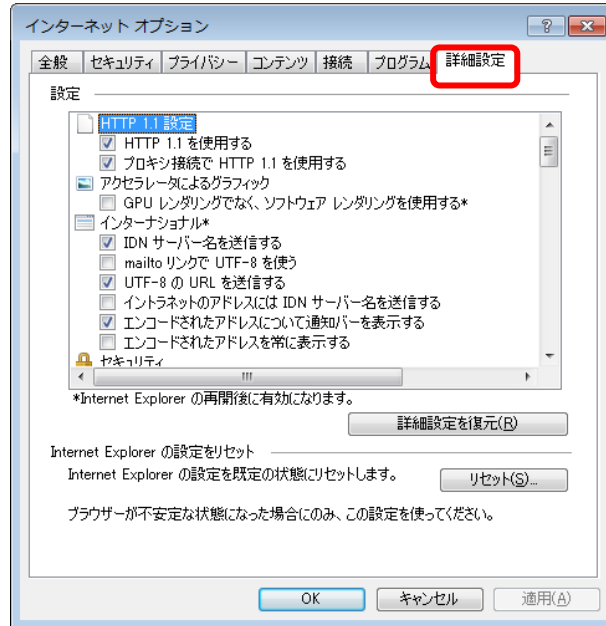 インターネット オプション
全般 セキュリティ プライバシー コンテンツ 接続 プログラム 詳細設定
設定
HTTP 1.1 設定
HTTP 1.1 を使用する
プロキシ接続で HTTP 1.1 を使用する
アクセラレータによるグラフィック
GPU レンダリングでなく、ソフトウェア レンダリングを使用する*
インターナショナル*
IDN サーバー名を送信する
mailto リンクで UTF-8 を使う
UTF-8 の URL を送信する
イントラネットのアドレスには IDN サーバー名を送信する
エンコードされたアドレスについて通知バーを表示する
エンコードされたアドレスを常に表示する
セキュリティ
*Internet Explorer の再開後に有効になります。
詳細設定を復元(R)
Internet Explorer の設定をリセット
Internet Explorer の設定を既定の状態にリセットします。
リセット(S)...
ブラウザーが不安定な状態になった場合にのみ、この設定を使ってください。
OK キャンセル 適用(A)